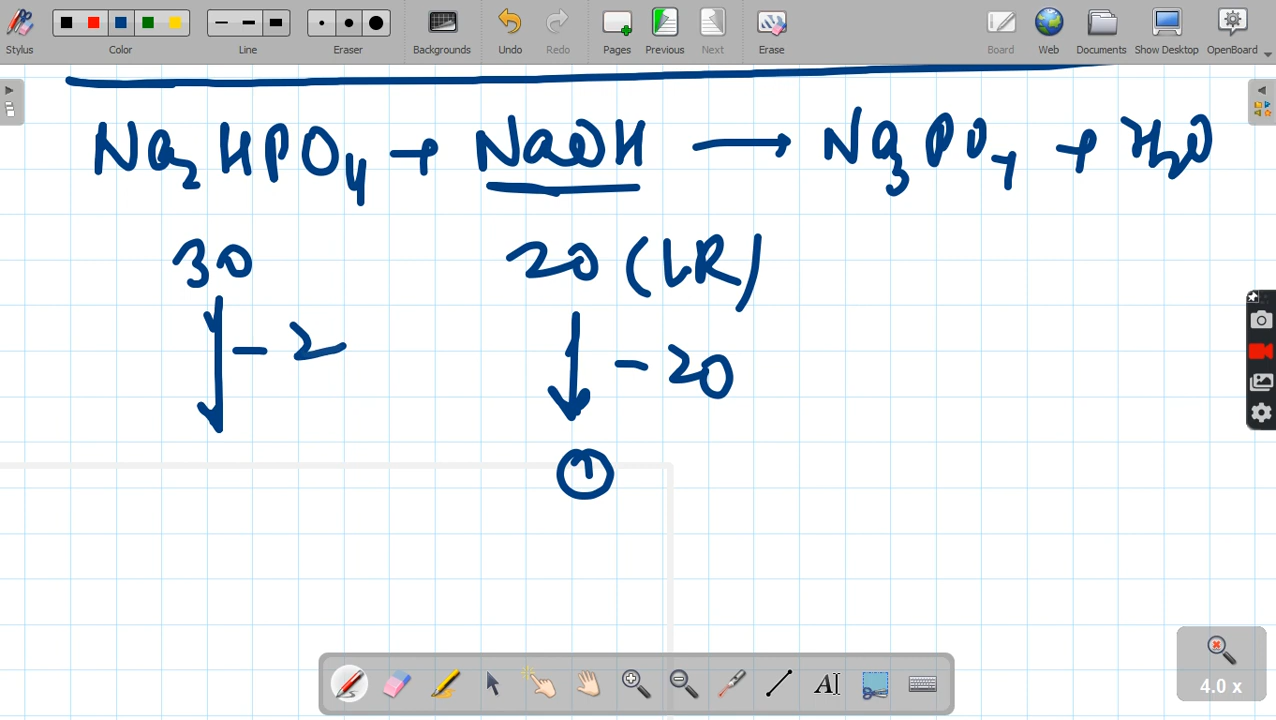 Stylus Color Line Eraser Backgrounds Undo Redo Pages Previous Next Erase Board Web Documents Show Desktop OpenBoard
Na₂HPO₄ + NaOH ⟶ Na₃PO₄ + H₂O
30 20 (LR)
- 2 - 20
4.0 x